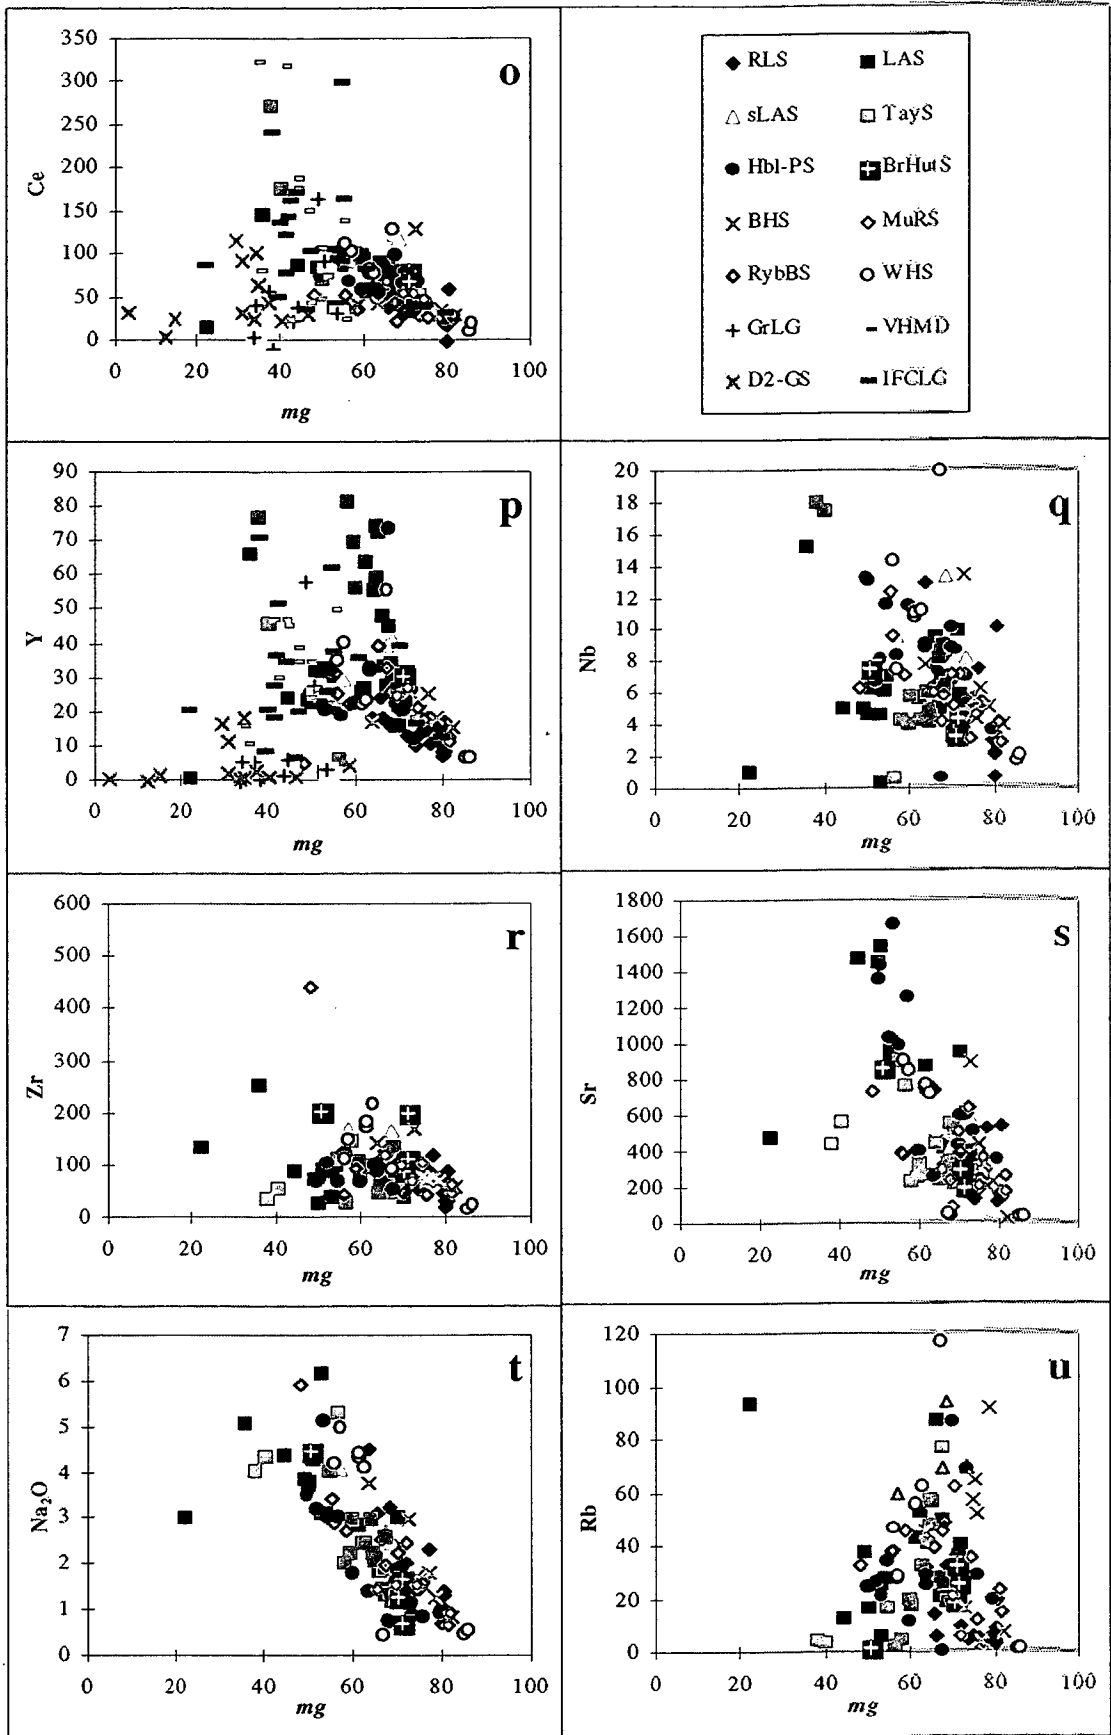 350
300
250
200
150
100
50
0
Ce
0 20 40 60 80 100
mg
o
RLS LAS
sLAS TayS
Hbl-PS BrHutS
BHS MuRS
RybBS WHS
GrLG VHMD
D2-GS IFCLG
90
80
70
60
50
40
30
20
10
0
Y
0 20 40 60 80 100
mg
p
20
18
16
14
12
10
8
6
4
2
0
Nb
0 20 40 60 80 100
mg
q
600
500
400
300
200
100
0
Zr
0 20 40 60 80 100
mg
r
1800
1600
1400
1200
1000
800
600
400
200
0
Sr
0 20 40 60 80 100
mg
s
7
6
5
4
3
2
1
0
Na₂O
0 20 40 60 80 100
mg
t
120
100
80
60
40
20
0
Rb
0 20 40 60 80 100
mg
u